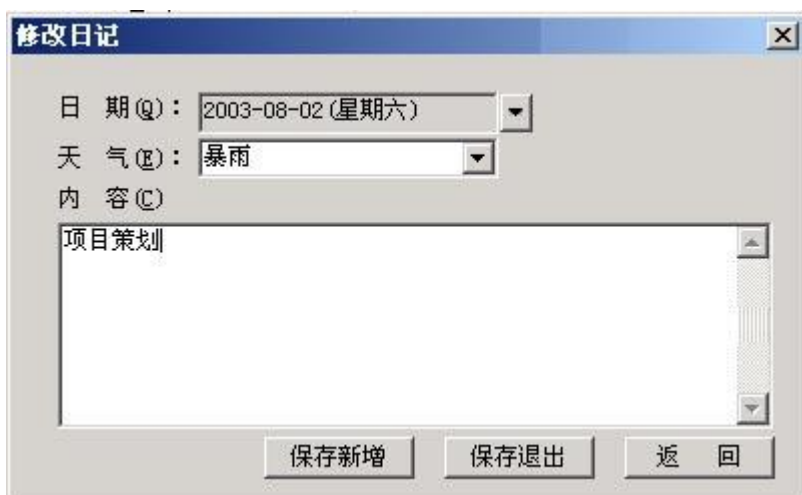 修改日记
日 期(Q)： 2003-08-02(星期六)
天 气(E)： 暴雨
内 容(C)
项目策划
保存新增 保存退出 返 回